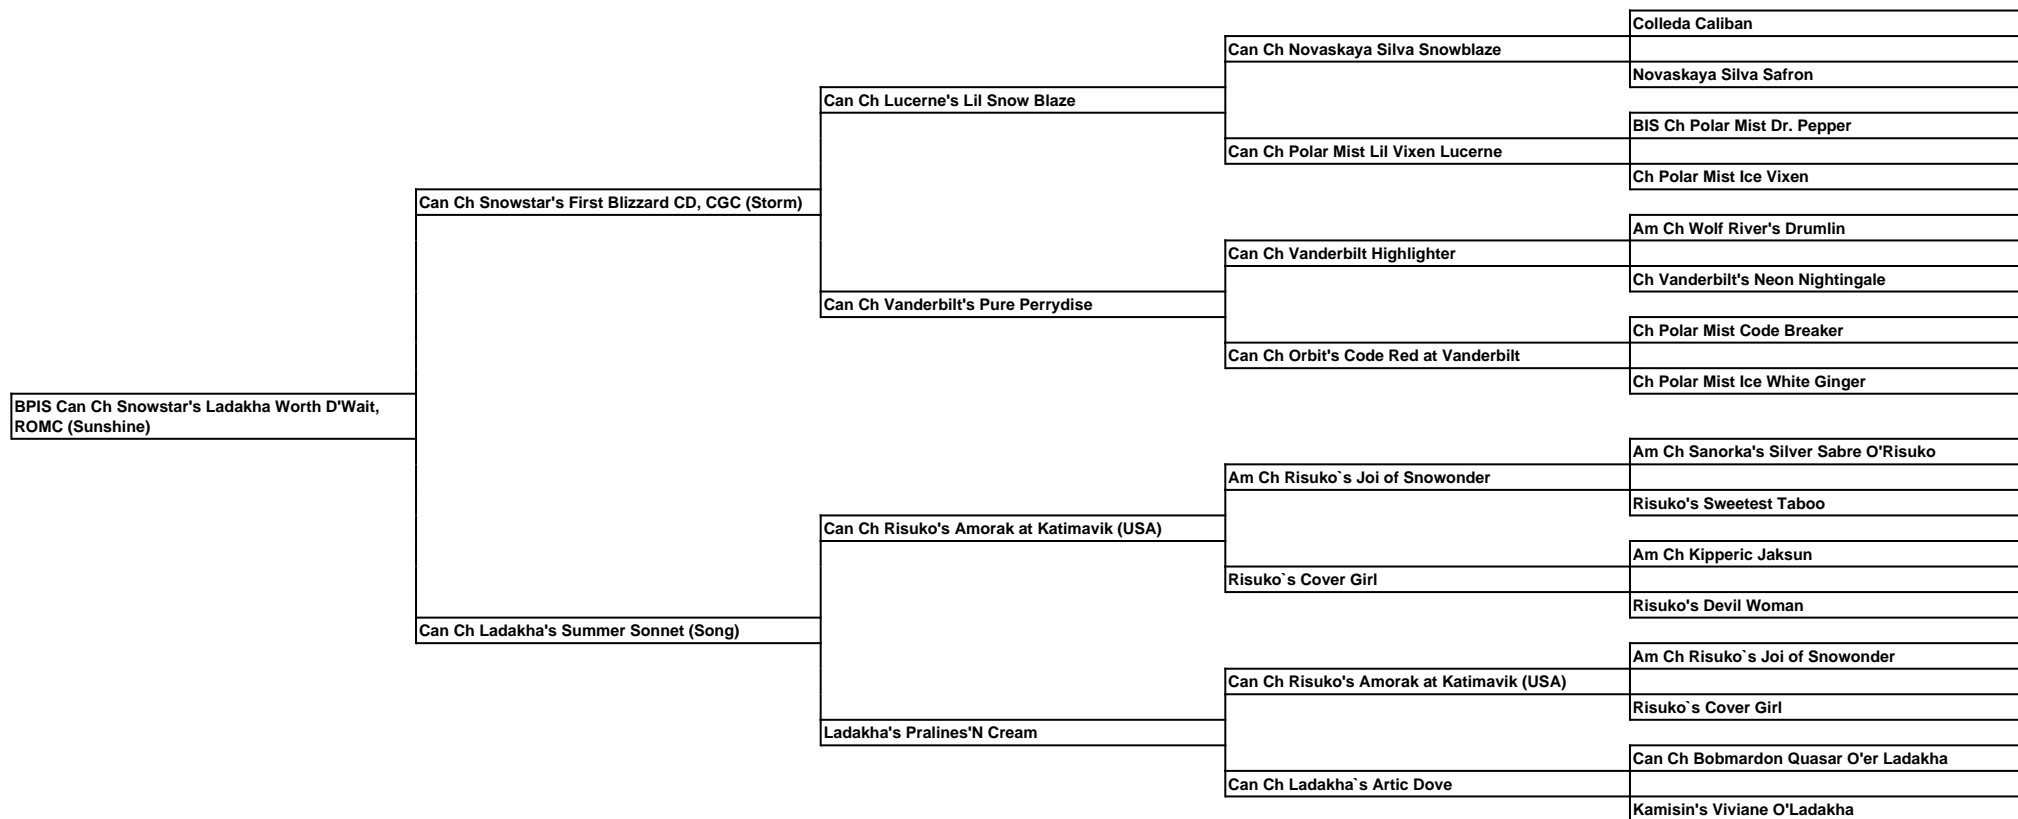 Colleda Caliban
Can Ch Novaskaya Silva Snowblaze
Novaskaya Silva Safron
Can Ch Lucerne's Lil Snow Blaze
BIS Ch Polar Mist Dr. Pepper
Can Ch Polar Mist Lil Vixen Lucerne
Ch Polar Mist Ice Vixen
Can Ch Snowstar's First Blizzard CD, CGC (Storm)
Am Ch Wolf River's Drumlin
Can Ch Vanderbilt Highlighter
Ch Vanderbilt's Neon Nightingale
Can Ch Vanderbilt's Pure Perrydise
Ch Polar Mist Code Breaker
Can Ch Orbit's Code Red at Vanderbilt
Ch Polar Mist Ice White Ginger
BPIS Can Ch Snowstar's Ladakha Worth D'Wait,
ROMC (Sunshine)
Am Ch Sanorka's Silver Sabre O'Risuko
Am Ch Risuko`s Joi of Snowonder
Risuko's Sweetest Taboo
Can Ch Risuko's Amorak at Katimavik (USA)
Am Ch Kipperic Jaksun
Risuko`s Cover Girl
Risuko's Devil Woman
Can Ch Ladakha's Summer Sonnet (Song)
Am Ch Risuko`s Joi of Snowonder
Can Ch Risuko's Amorak at Katimavik (USA)
Risuko`s Cover Girl
Ladakha's Pralines'N Cream
Can Ch Bobmardon Quasar O'er Ladakha
Can Ch Ladakha`s Artic Dove
Kamisin's Viviane O'Ladakha